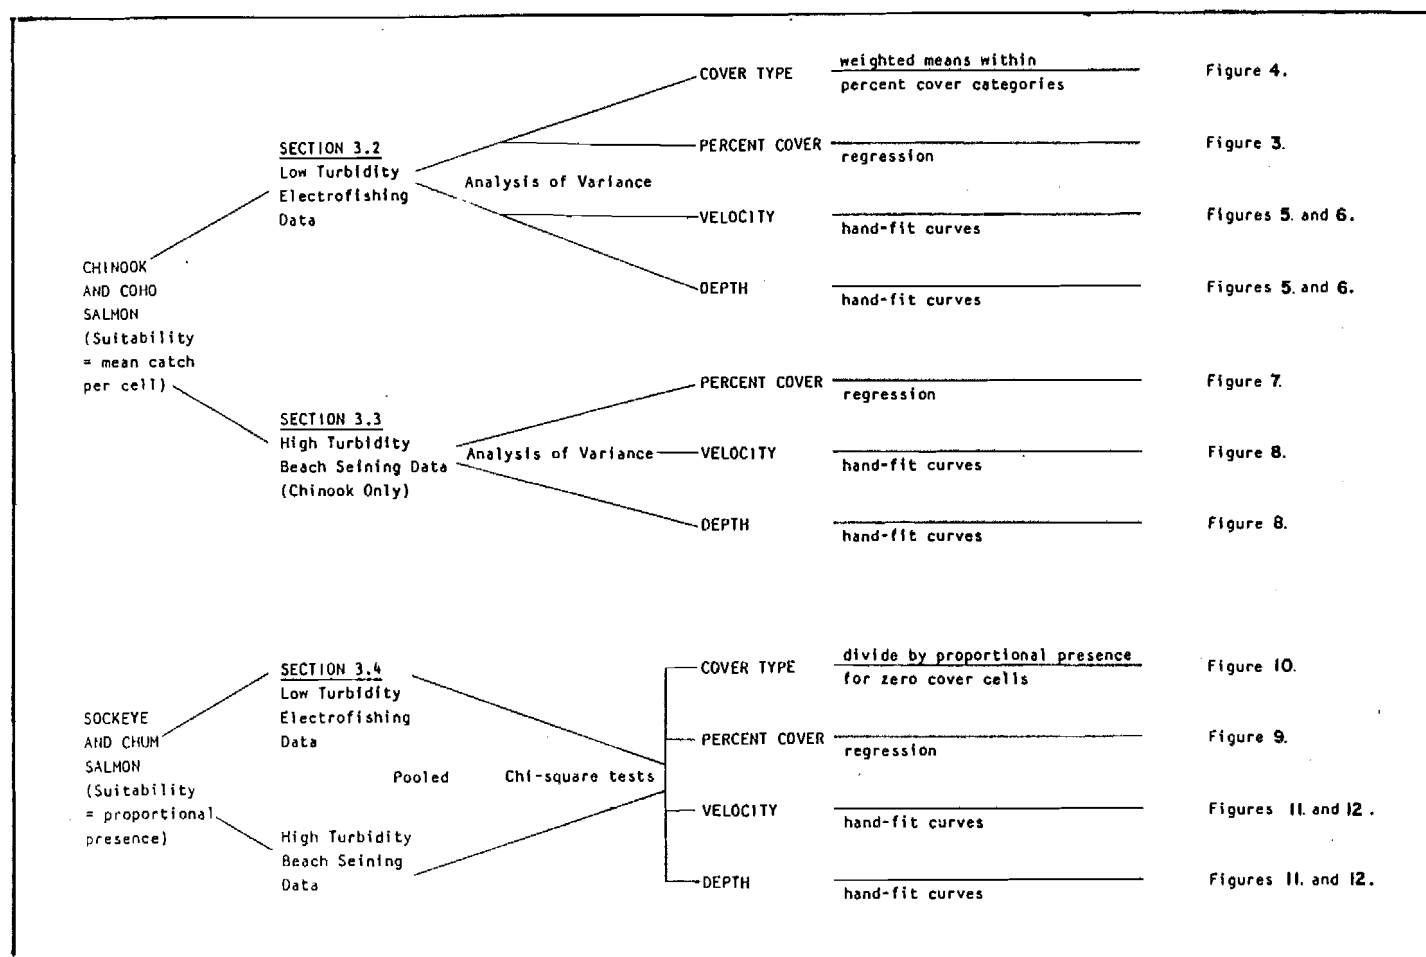 CHINOOK
AND COHO
SALMON
(Suitability
= mean catch
per cell)
SECTION 3.2
Low Turbidity
Electrofishing
Data
Analysis of Variance
COVER TYPE
weighted means within
percent cover categories
Figure 4.
PERCENT COVER
regression
Figure 3.
VELOCITY
hand-fit curves
Figures 5. and 6.
DEPTH
hand-fit curves
Figures 5. and 6.
SECTION 3.3
High Turbidity
Beach Seining Data
(Chinook Only)
Analysis of Variance
PERCENT COVER
regression
Figure 7.
VELOCITY
hand-fit curves
Figure 8.
DEPTH
hand-fit curves
Figure 8.
SOCKEYE
AND CHUM
SALMON
(Suitability
= proportional
presence)
SECTION 3.4
Low Turbidity
Electrofishing
Data
High Turbidity
Beach Seining
Data
Pooled
Chi-square tests
COVER TYPE
divide by proportional presence
for zero cover cells
Figure 10.
PERCENT COVER
regression
Figure 9.
VELOCITY
hand-fit curves
Figures 11. and 12.
DEPTH
hand-fit curves
Figures 11. and 12.